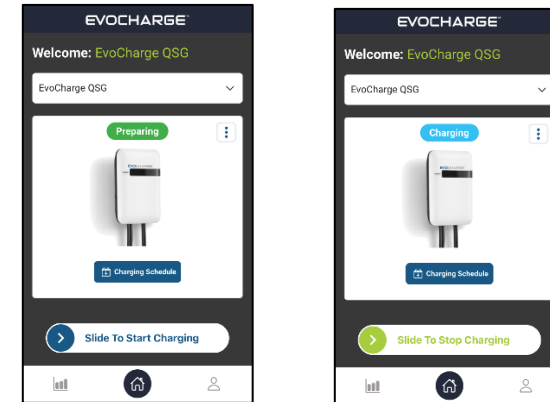 EVOCHARGE
Welcome: EvoCharge QSG
EvoCharge QSG
Preparing
Charging Schedule
Slide To Start Charging
EVOCHARGE
Welcome: EvoCharge QSG
EvoCharge QSG
Charging
Charging Schedule
Slide To Stop Charging